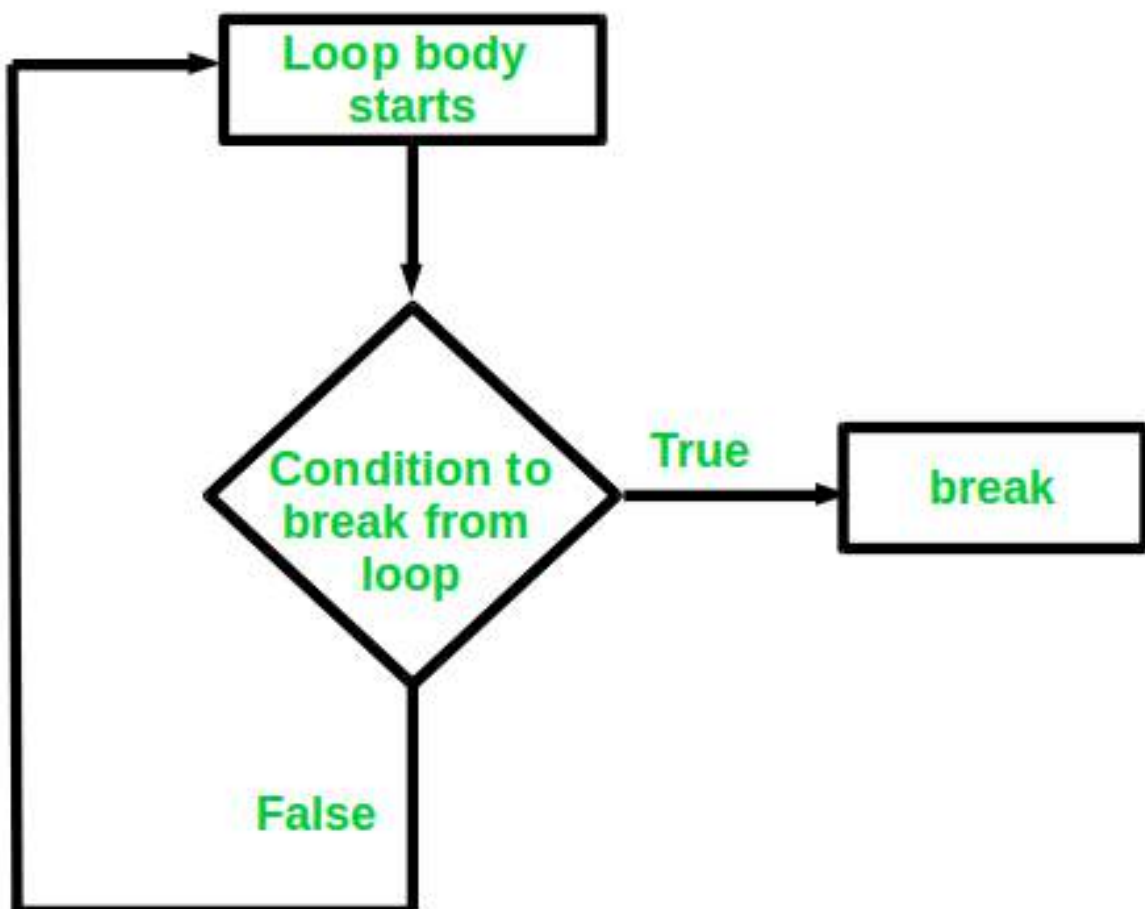 Loop body
starts
Condition to
break from
loop
True
break
False